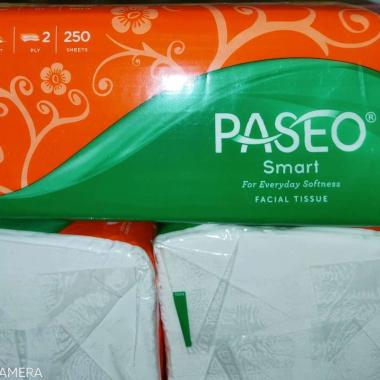 2 250
PLY SHEETS
PASEO®
Smart
For Everyday Softness
FACIAL TISSUE
AMERA